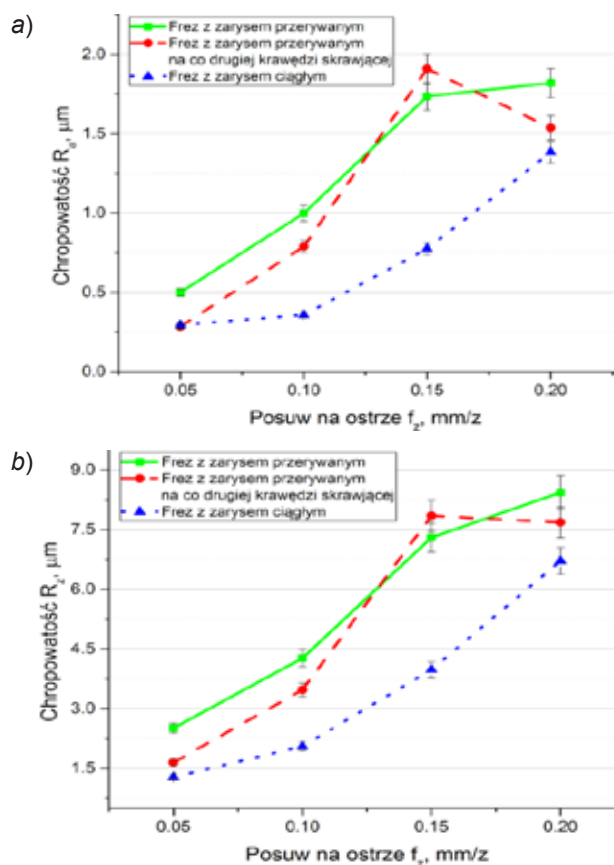 a)
Frez z zarysem przerywanym
Frez z zarysem przerywanym
na co drugiej krawędzi skrawjącej
Frez z zarysem ciągłym
Chropowatość Ra, μm
2.0
1.5
1.0
0.5
0.0
0.05 0.10 0.15 0.20
Posuw na ostrze fz, mm/z
b)
Frez z zarysem przerywanym
Frez z zarysem przerywanym
na co drugiej krawędzi skrawjącej
Frez z zarysem ciągłym
Chropowatość Rz, μm
9.0
7.5
6.0
4.5
3.0
1.5
0.05 0.10 0.15 0.20
Posuw na ostrze fz, mm/z